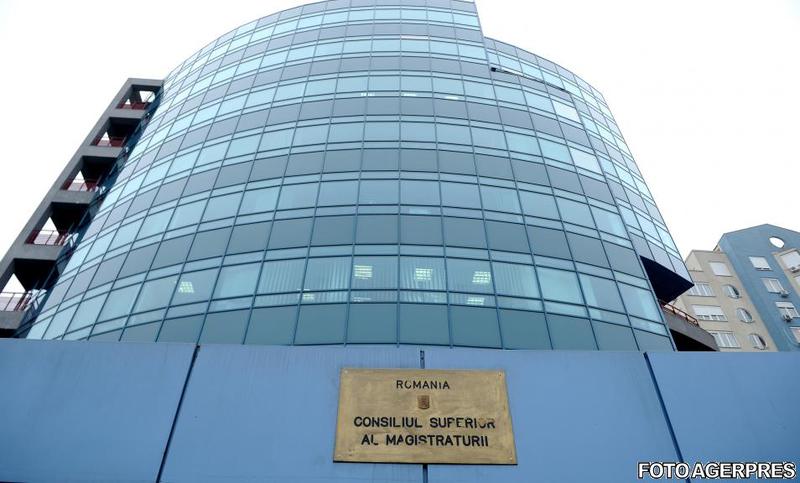 ROMANIA
CONSILIUL SUPERIOR
AL MAGISTRATURII
FOTO AGERPRES